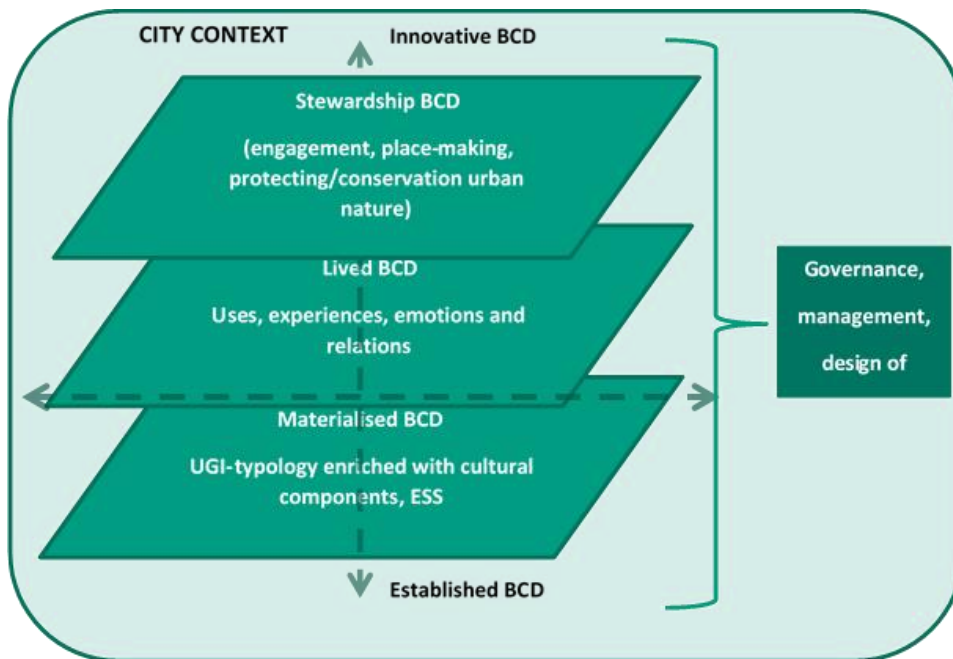 CITY CONTEXT
Innovative BCD
Stewardship BCD
(engagement, place-making,
protecting/conservation urban
nature)
Lived BCD
Uses, experiences, emotions and
relations
Materialised BCD
UGI-typology enriched with cultural
components, ESS
Established BCD
Governance,
management,
design of